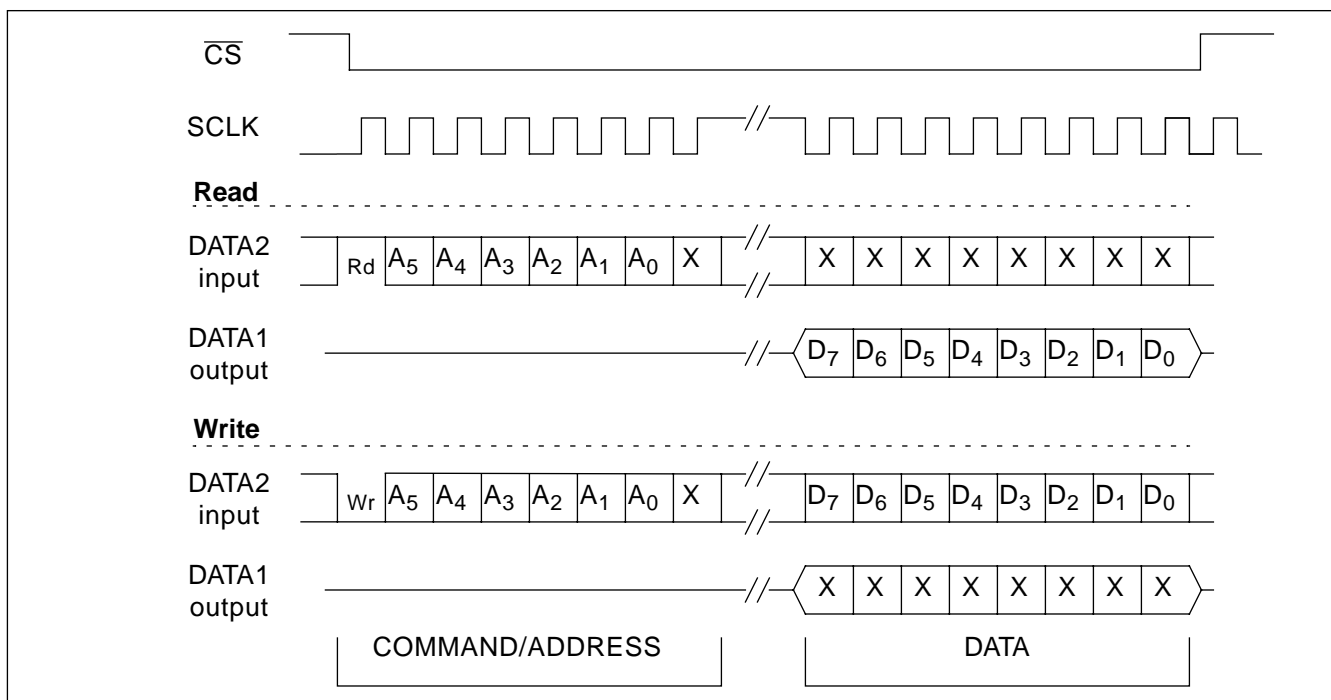 C̅S̅
SCLK
Read
DATA2 input
Rd A₅ A₄ A₃ A₂ A₁ A₀ X // X X X X X X X X
DATA1 output
// D₇ D₆ D₅ D₄ D₃ D₂ D₁ D₀
Write
DATA2 input
Wr A₅ A₄ A₃ A₂ A₁ A₀ X // D₇ D₆ D₅ D₄ D₃ D₂ D₁ D₀
DATA1 output
// X X X X X X X X
COMMAND/ADDRESS DATA